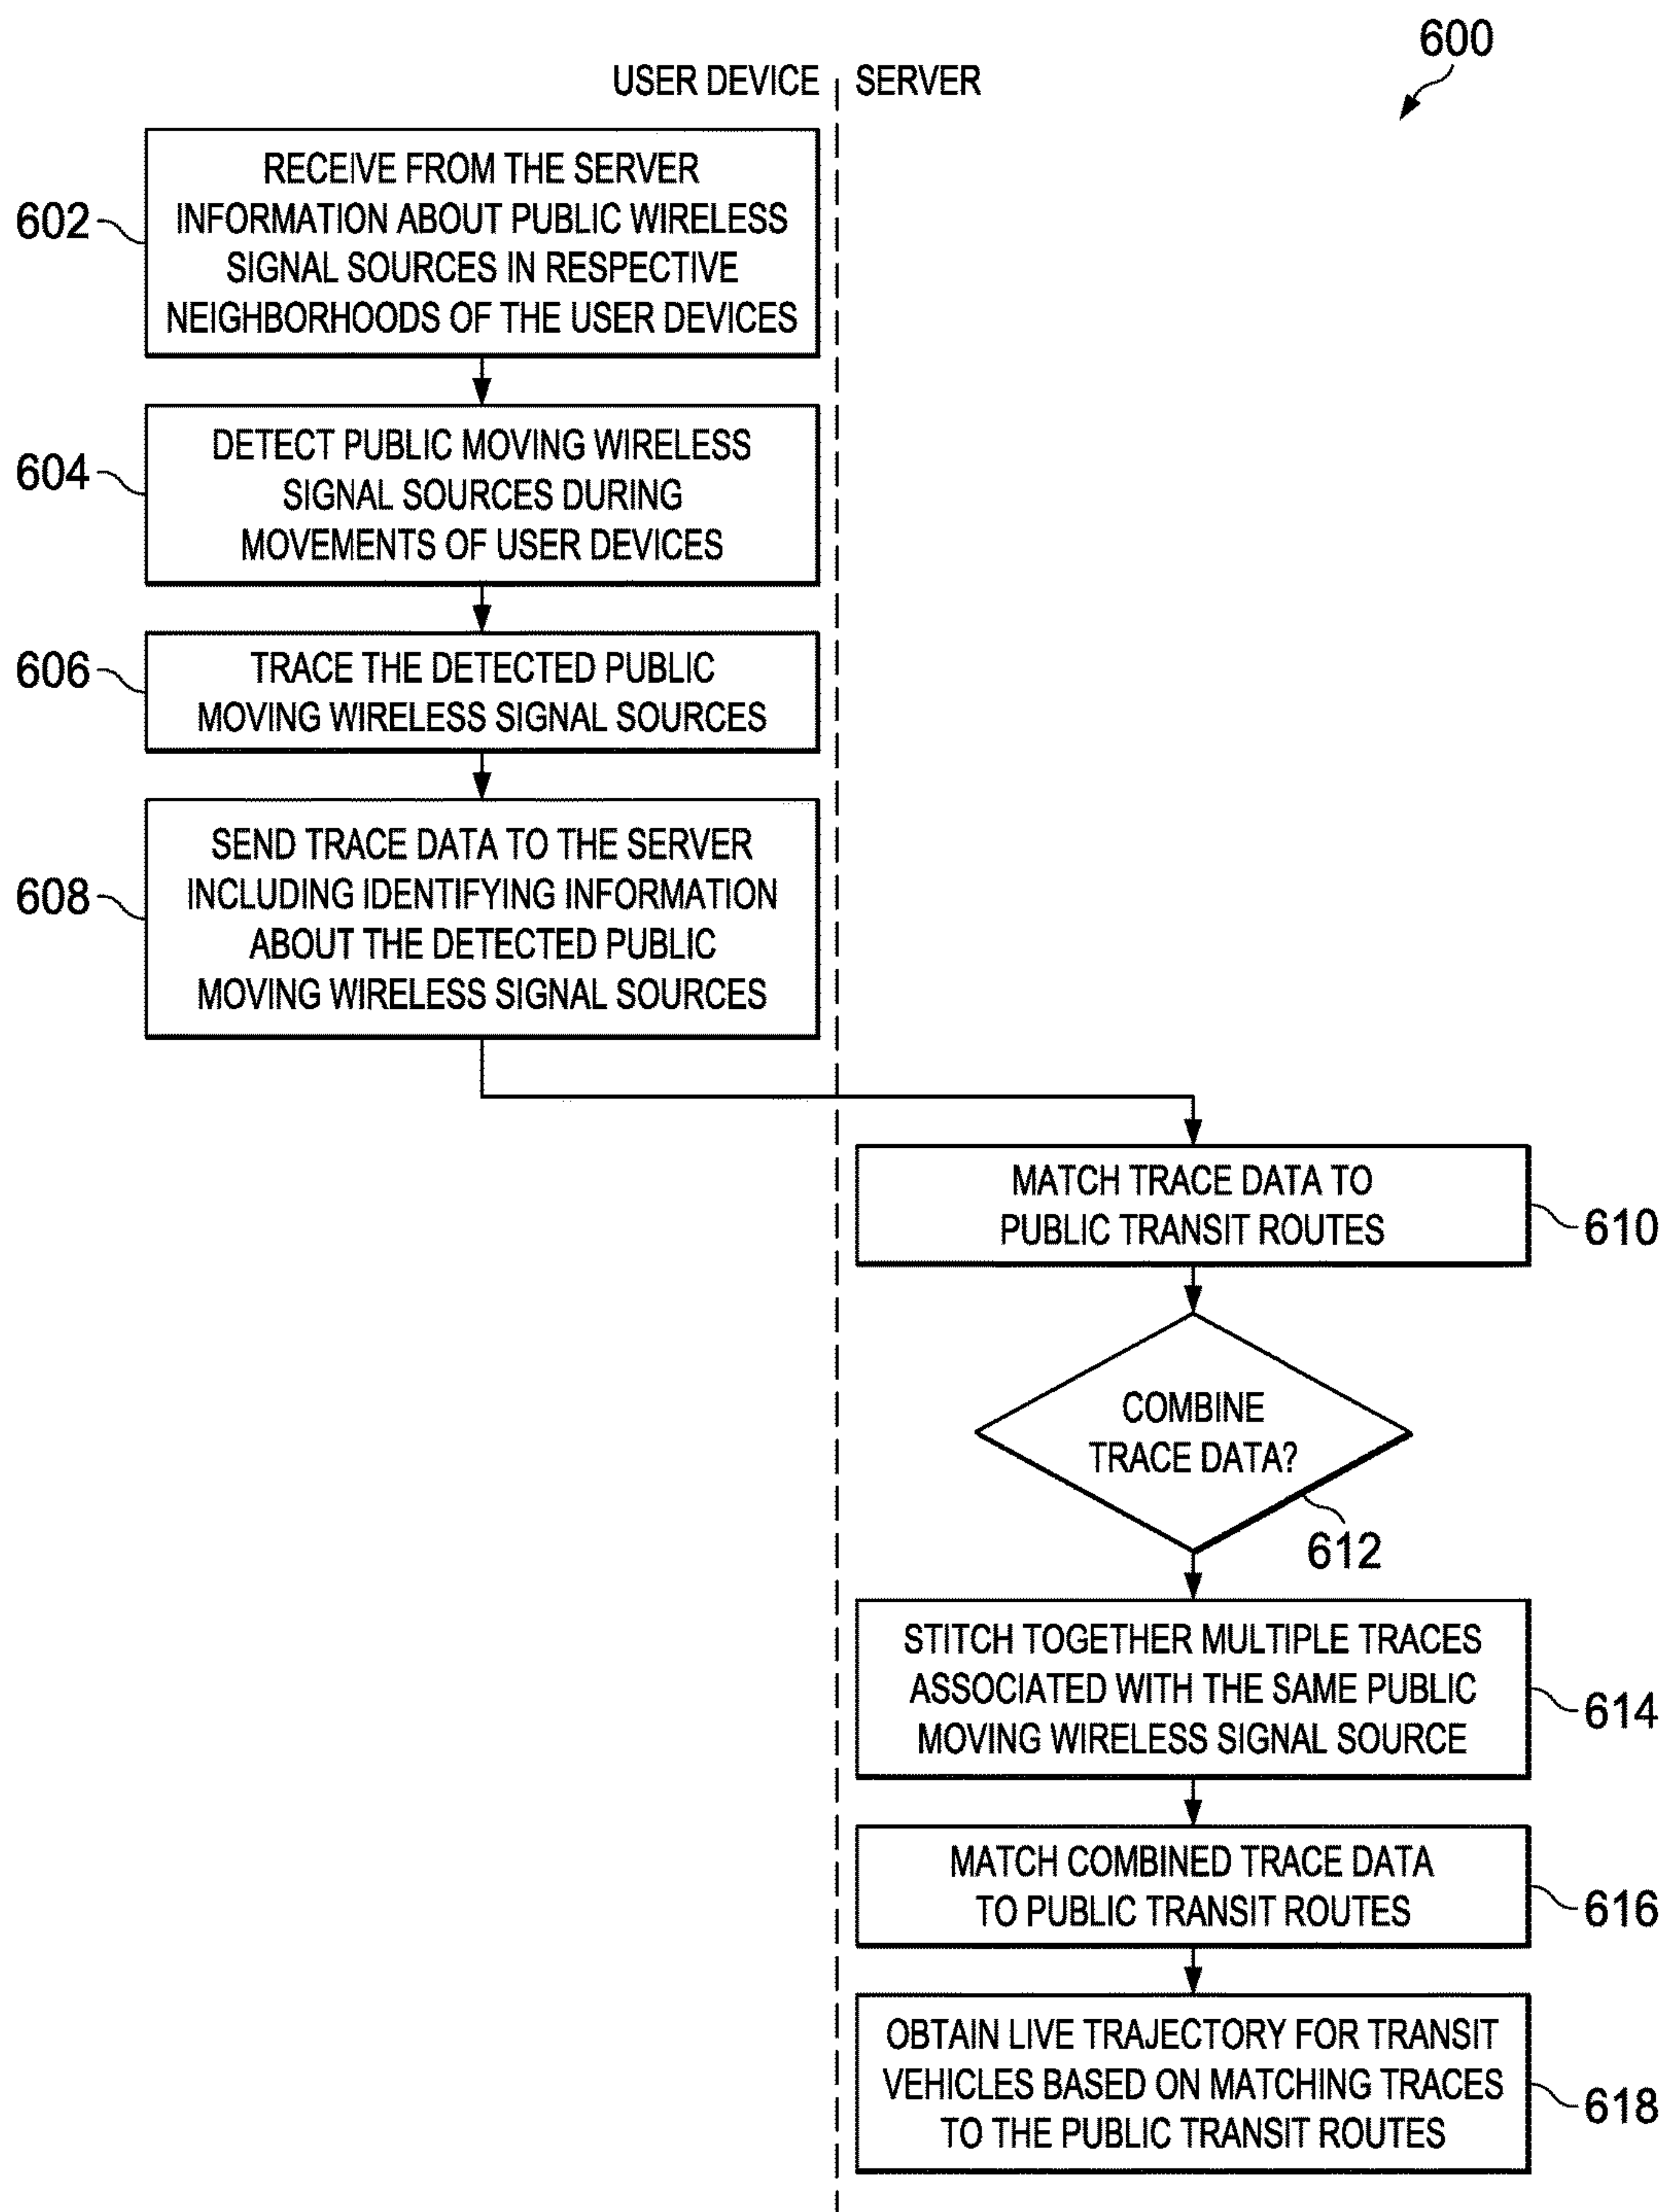 600
USER DEVICE
SERVER
602
RECEIVE FROM THE SERVER
INFORMATION ABOUT PUBLIC WIRELESS
SIGNAL SOURCES IN RESPECTIVE
NEIGHBORHOODS OF THE USER DEVICES
604
DETECT PUBLIC MOVING WIRELESS
SIGNAL SOURCES DURING
MOVEMENTS OF USER DEVICES
606
TRACE THE DETECTED PUBLIC
MOVING WIRELESS SIGNAL SOURCES
608
SEND TRACE DATA TO THE SERVER
INCLUDING IDENTIFYING INFORMATION
ABOUT THE DETECTED PUBLIC
MOVING WIRELESS SIGNAL SOURCES
MATCH TRACE DATA TO
PUBLIC TRANSIT ROUTES
610
COMBINE
TRACE DATA?
612
STITCH TOGETHER MULTIPLE TRACES
ASSOCIATED WITH THE SAME PUBLIC
MOVING WIRELESS SIGNAL SOURCE
614
MATCH COMBINED TRACE DATA
TO PUBLIC TRANSIT ROUTES
616
OBTAIN LIVE TRAJECTORY FOR TRANSIT
VEHICLES BASED ON MATCHING TRACES
TO THE PUBLIC TRANSIT ROUTES
618